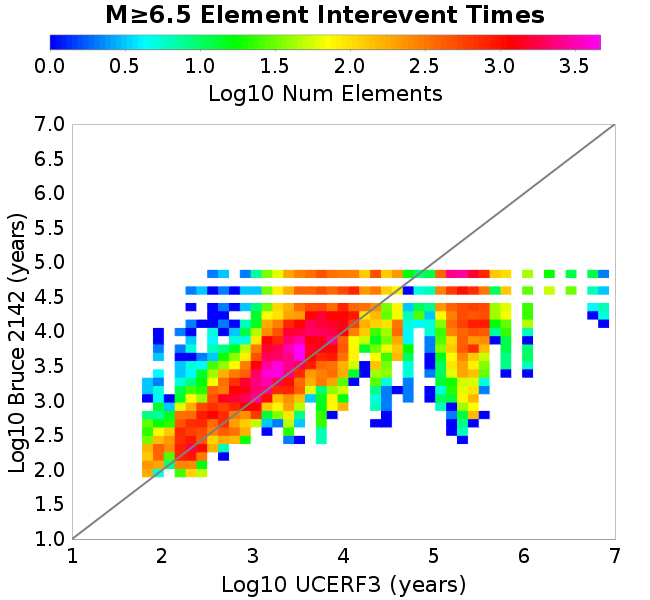 M≥6.5 Element Interevent Times
0.0 0.5 1.0 1.5 2.0 2.5 3.0 3.5
Log10 Num Elements
7.0
6.5
6.0
5.5
5.0
4.5
4.0
3.5
3.0
2.5
2.0
1.5
1.0
Log10 Bruce 2142 (years)
1 2 3 4 5 6 7
Log10 UCERF3 (years)